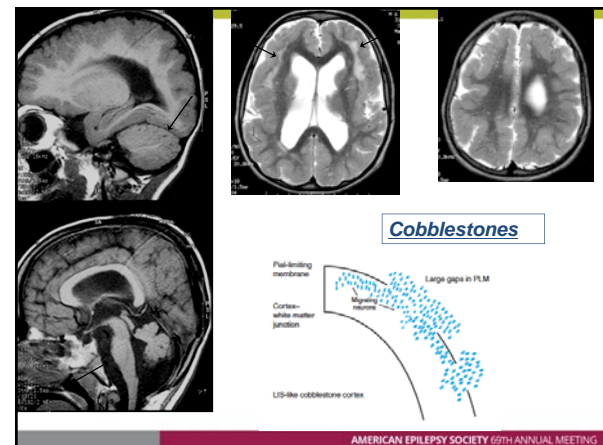 Cobblestones
Pial-limiting
membrane
Large gaps in PLM
Migrating
neurons
Cortex–
white matter
junction
LIS-like cobblestone cortex
AMERICAN EPILEPSY SOCIETY 69TH ANNUAL MEETING